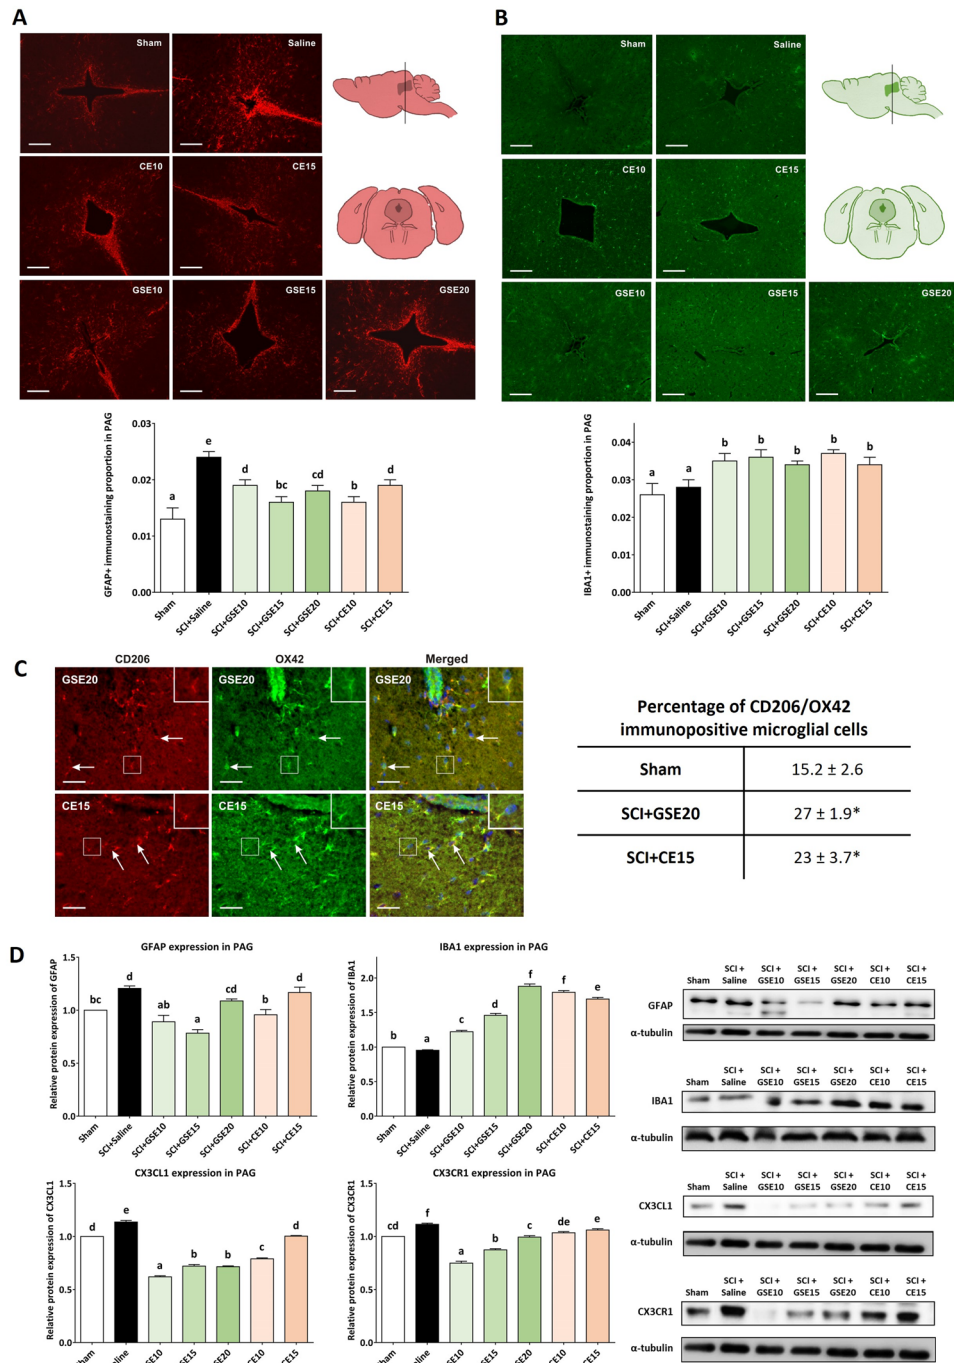 A
Sham
Saline
CE10
CE15
GSE10
GSE15
GSE20
GFAP+ immunostaining proportion in PAG
0.03
0.02
0.01
0.00
a
e
d
bc
cd
b
d
Sham
SCI+Saline
SCI+GSE10
SCI+GSE15
SCI+GSE20
SCI+CE10
SCI+CE15
B
Sham
Saline
CE10
CE15
GSE10
GSE15
GSE20
IBA1+ immunostaining proportion in PAG
0.04
0.03
0.02
0.01
0.00
a
a
b
b
b
b
b
Sham
SCI+Saline
SCI+GSE10
SCI+GSE15
SCI+GSE20
SCI+CE10
SCI+CE15
C
CD206
OX42
Merged
GSE20
GSE20
GSE20
CE15
CE15
CE15
Percentage of CD206/OX42
immunopositive microglial cells
Sham 15.2 ± 2.6
SCI+GSE20 27 ± 1.9*
SCI+CE15 23 ± 3.7*
D
GFAP expression in PAG
Relative protein expression of GFAP
1.5
1.0
0.5
0.0
bc
d
ab
a
cd
b
d
Sham
SCI+Saline
SCI+GSE10
SCI+GSE15
SCI+GSE20
SCI+CE10
SCI+CE15
IBA1 expression in PAG
Relative protein expression of IBA1
2.0
1.5
1.0
0.5
0.0
b
a
c
d
f
f
e
Sham
SCI+Saline
SCI+GSE10
SCI+GSE15
SCI+GSE20
SCI+CE10
SCI+CE15
CX3CL1 expression in PAG
Relative protein expression of CX3CL1
1.5
1.0
0.5
0.0
d
e
a
b
b
c
d
Sham
CX3CR1 expression in PAG
Relative protein expression of CX3CR1
1.5
1.0
0.5
0.0
cd
f
a
b
c
de
e
Sham
SCI + SCI + SCI + SCI + SCI + SCI +
Sham Saline GSE10 GSE15 GSE20 CE10 CE15
GFAP
α-tubulin
SCI + SCI + SCI + SCI + SCI + SCI +
Sham Saline GSE10 GSE15 GSE20 CE10 CE15
IBA1
α-tubulin
SCI + SCI + SCI + SCI + SCI + SCI +
Sham Saline GSE10 GSE15 GSE20 CE10 CE15
CX3CL1
α-tubulin
SCI + SCI + SCI + SCI + SCI + SCI +
Sham Saline GSE10 GSE15 GSE20 CE10 CE15
CX3CR1
α-tubulin